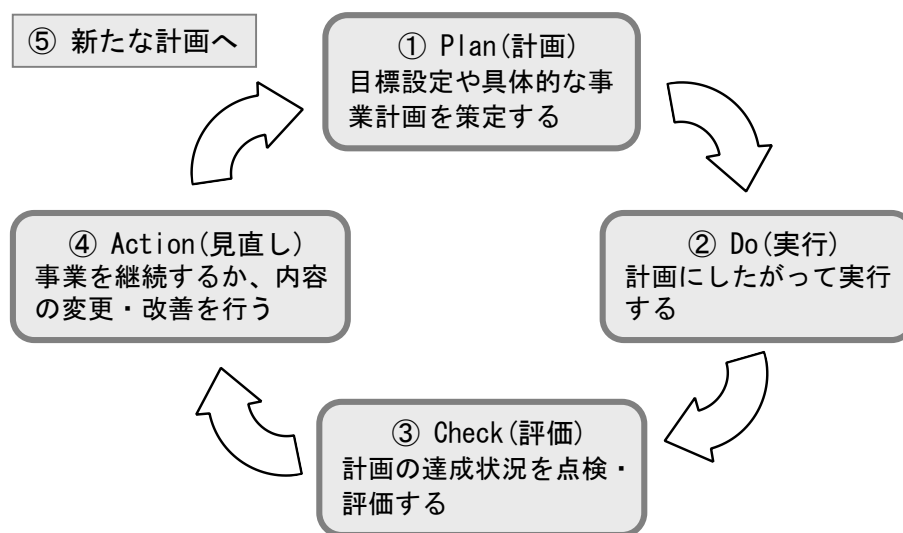 ⑤ 新たな計画へ
① Plan(計画)
目標設定や具体的な事
業計画を策定する
② Do(実行)
計画にしたがって実行
する
③ Check(評価)
計画の達成状況を点検・
評価する
④ Action(見直し)
事業を継続するか、内容
の変更・改善を行う